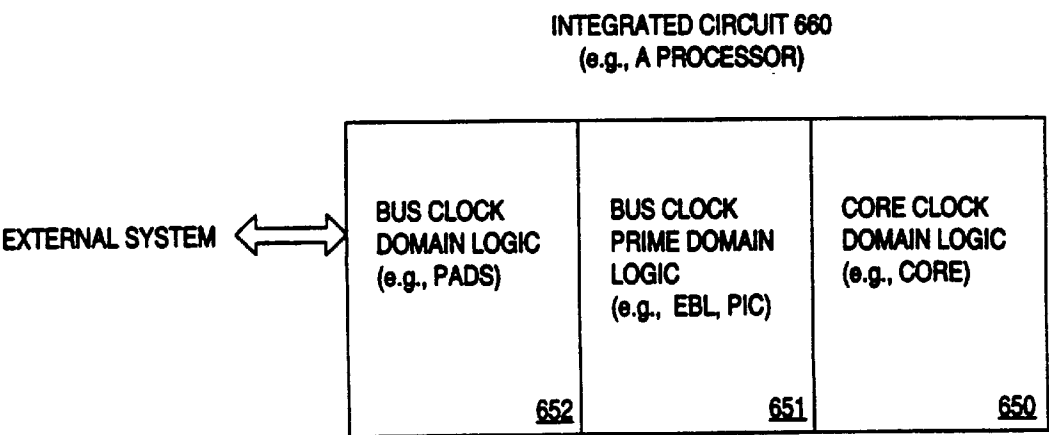 INTEGRATED CIRCUIT 660
(e.g., A PROCESSOR)
EXTERNAL SYSTEM
BUS CLOCK
DOMAIN LOGIC
(e.g., PADS)
652
BUS CLOCK
PRIME DOMAIN
LOGIC
(e.g., EBL, PIC)
651
CORE CLOCK
DOMAIN LOGIC
(e.g., CORE)
650